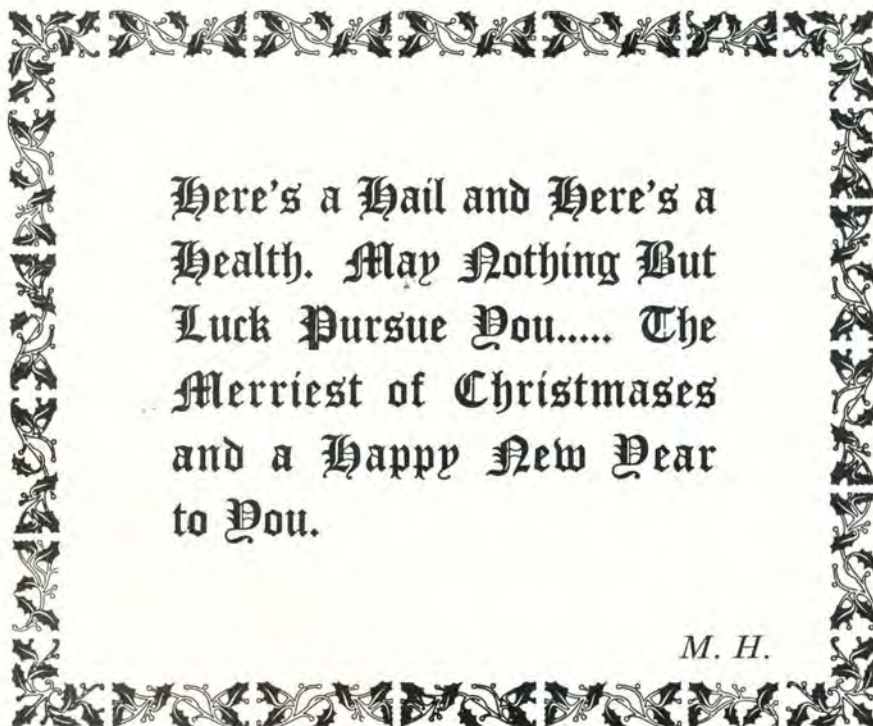 Here's a Hail and Here's a
Health. May Nothing But
Luck Pursue You..... The
Merriest of Christmases
and a Happy New Year
to You.
M. H.